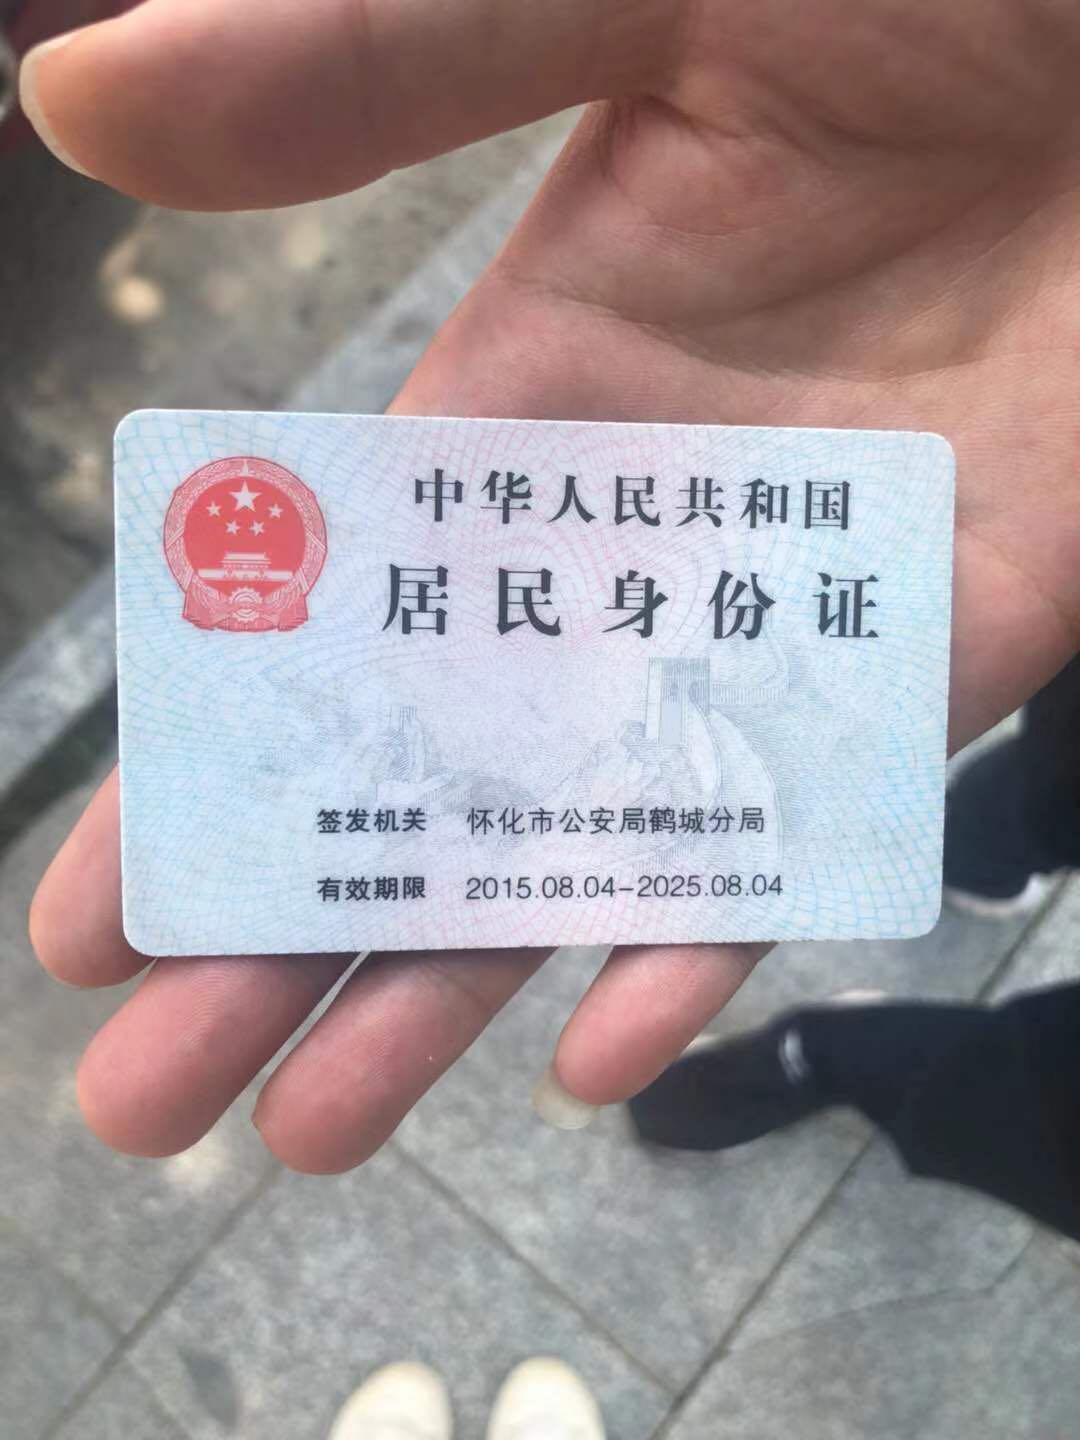 中华人民共和国
居民身份证
签发机关 怀化市公安局鹤城分局
有效期限 2015.08.04-2025.08.04